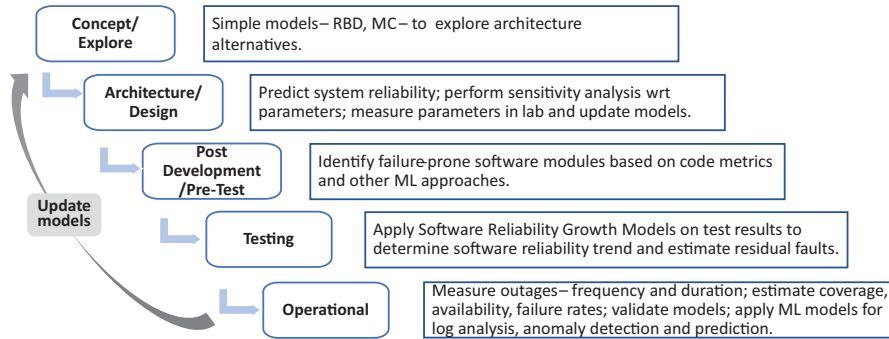 Concept/
Explore
Simple models– RBD, MC– to explore architecture
alternatives.
Architecture/
Design
Predict system reliability; perform sensitivity analysis wrt
parameters; measure parameters in lab and update models.
Post
Development
/Pre-Test
Identify failure-prone software modules based on code metrics
and other ML approaches.
Update
models
Testing
Apply Software Reliability Growth Models on test results to
determine software reliability trend and estimate residual faults.
Operational
Measure outages– frequency and duration; estimate coverage,
availability, failure rates; validate models; apply ML models for
log analysis, anomaly detection and prediction.